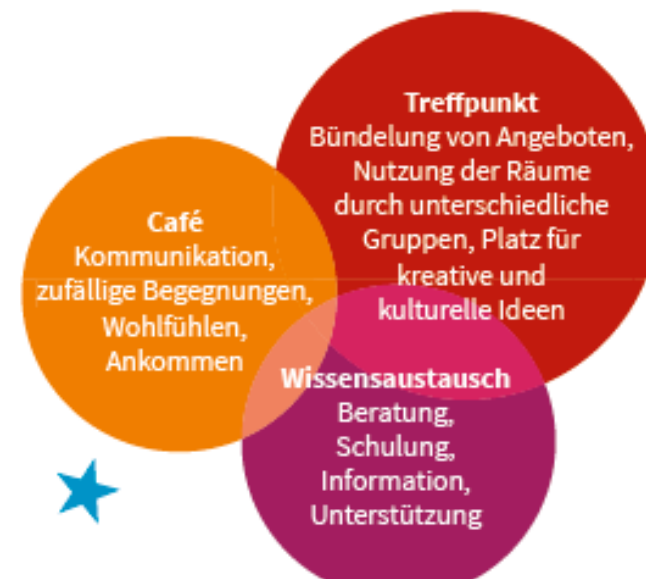 Treffpunkt
Bündelung von Angeboten,
Nutzung der Räume
durch unterschiedliche
Gruppen, Platz für
kreative und
kulturelle Ideen
Café
Kommunikation,
zufällige Begegnungen,
Wohlfühlen,
Ankommen
Wissensaustausch
Beratung,
Schulung,
Information,
Unterstützung